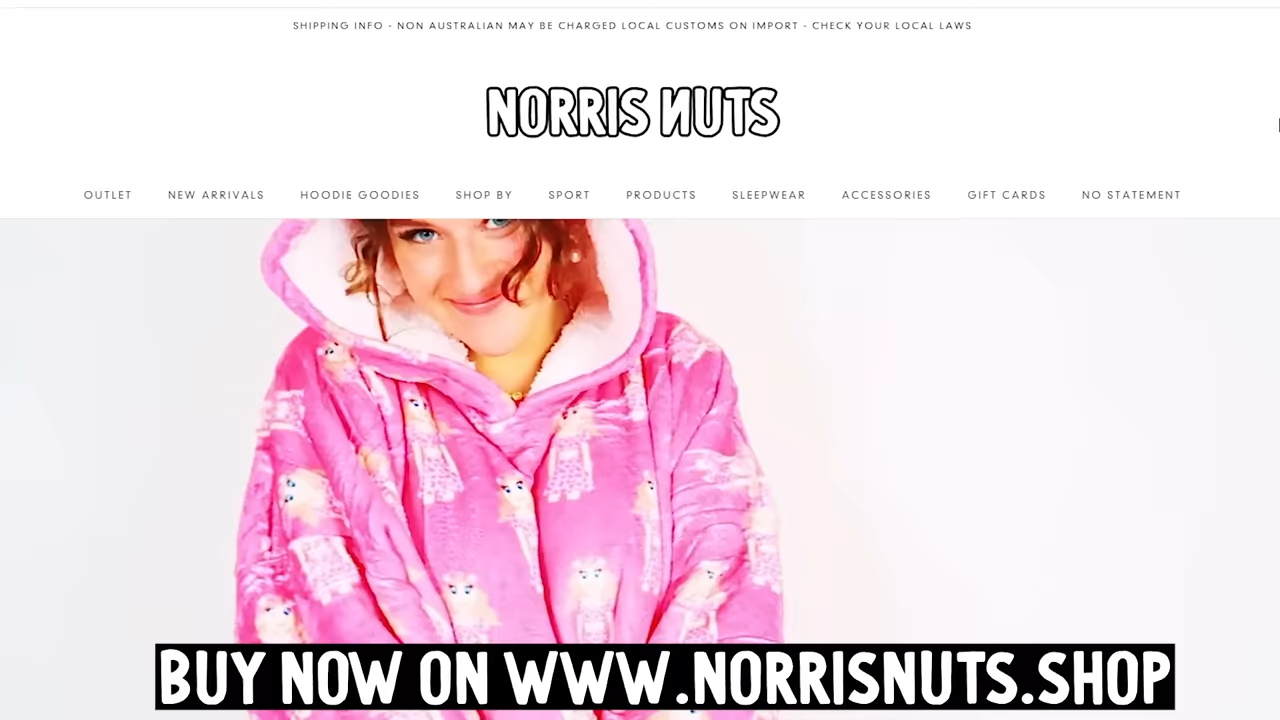 SHIPPING INFO - NON AUSTRALIAN MAY BE CHARGED LOCAL CUSTOMS ON IMPORT - CHECK YOUR LOCAL LAWS
NORRIS NUTS
OUTLET NEW ARRIVALS HOODIE GOODIES SHOP BY SPORT PRODUCTS SLEEPWEAR ACCESSORIES GIFT CARDS NO STATEMENT
BUY NOW ON WWW.NORRISNUTS.SHOP